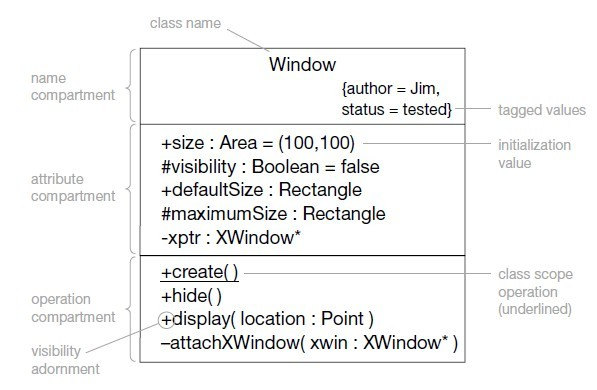 class name
Window
{author = Jim,
status = tested}
name
compartment
tagged values
+size : Area = (100,100)
#visibility : Boolean = false
+defaultSize : Rectangle
#maximumSize : Rectangle
-xptr : XWindow*
attribute
compartment
initialization
value
+create( )
+hide( )
+display( location : Point )
–attachXWindow( xwin : XWindow* )
operation
compartment
class scope
operation
(underlined)
visibility
adornment